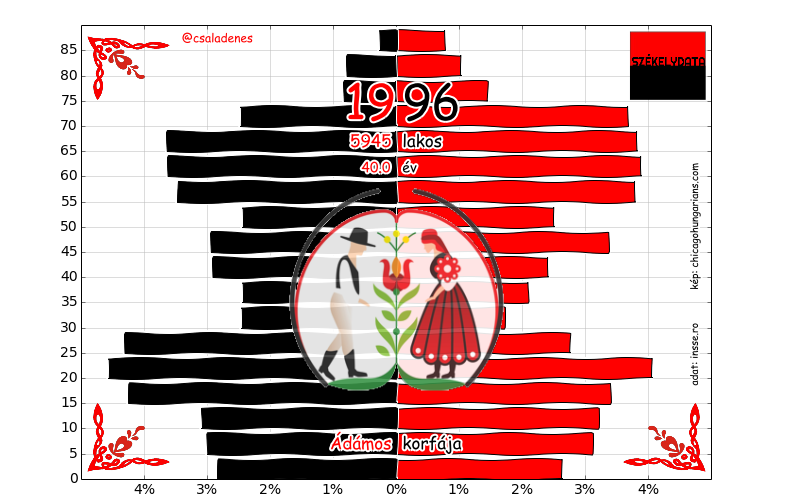 @csaladenes
SZÉKELYDATA
1996
5945 lakos
40.0 év
kép: chicagohungarians.com
adat: insse.ro
Ádámos korfája
85
80
75
70
65
60
55
50
45
40
35
30
25
20
15
10
5
0
4% 3% 2% 1% 0% 1% 2% 3% 4%